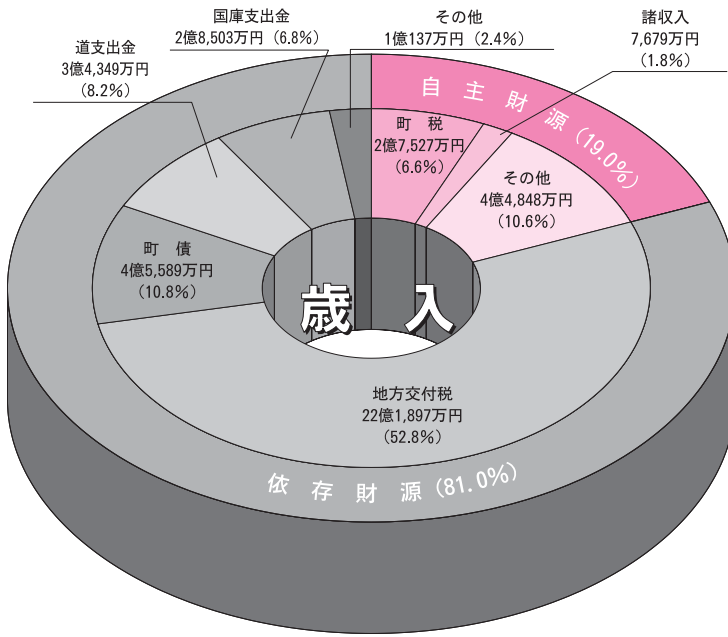 国庫支出金
2億8,503万円 (6.8%)
その他
1億137万円 (2.4%)
諸収入
7,679万円
(1.8%)
道支出金
3億4,349万円
(8.2%)
自主財源 (19.0%)
町 税
2億7,527万円
(6.6%)
その他
4億4,848万円
(10.6%)
町 債
4億5,589万円
(10.8%)
歳 入
地方交付税
22億1,897万円
(52.8%)
依存財源 (81.0%)